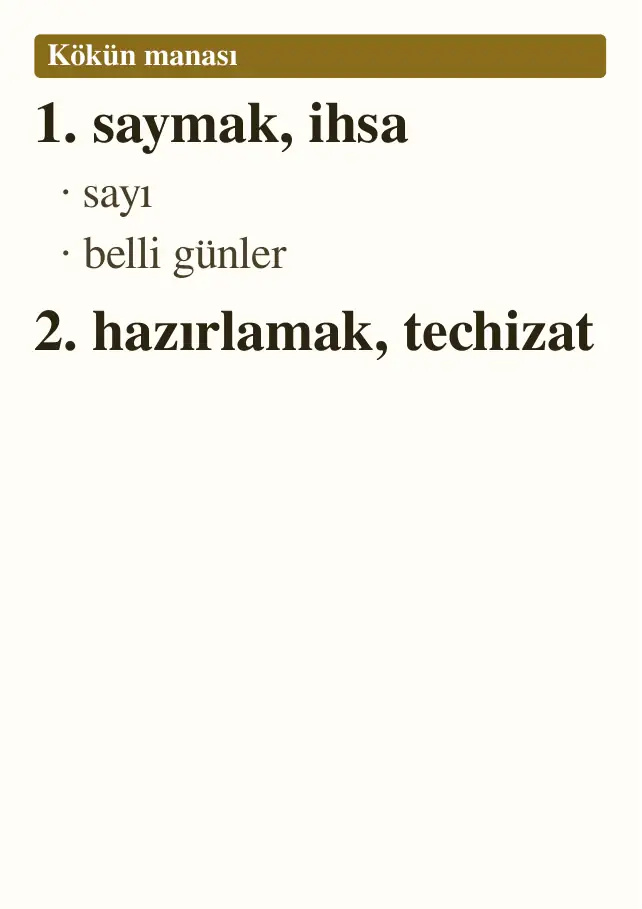 Kökün manası
1. saymak, ihsa
· sayı
· belli günler
2. hazırlamak, techizat